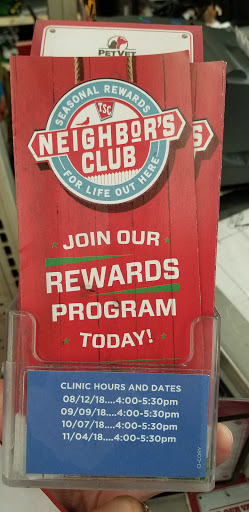 PETVET
SEASONAL REWARDS
TSC
NEIGHBOR'S
CLUB
FOR LIFE OUT HERE
JOIN OUR
REWARDS
PROGRAM
TODAY!
CLINIC HOURS AND DATES
08/12/18....4:00-5:30pm
09/09/18....4:00-5:30pm
10/07/18....4:00-5:30pm
11/04/18....4:00-5:30pm